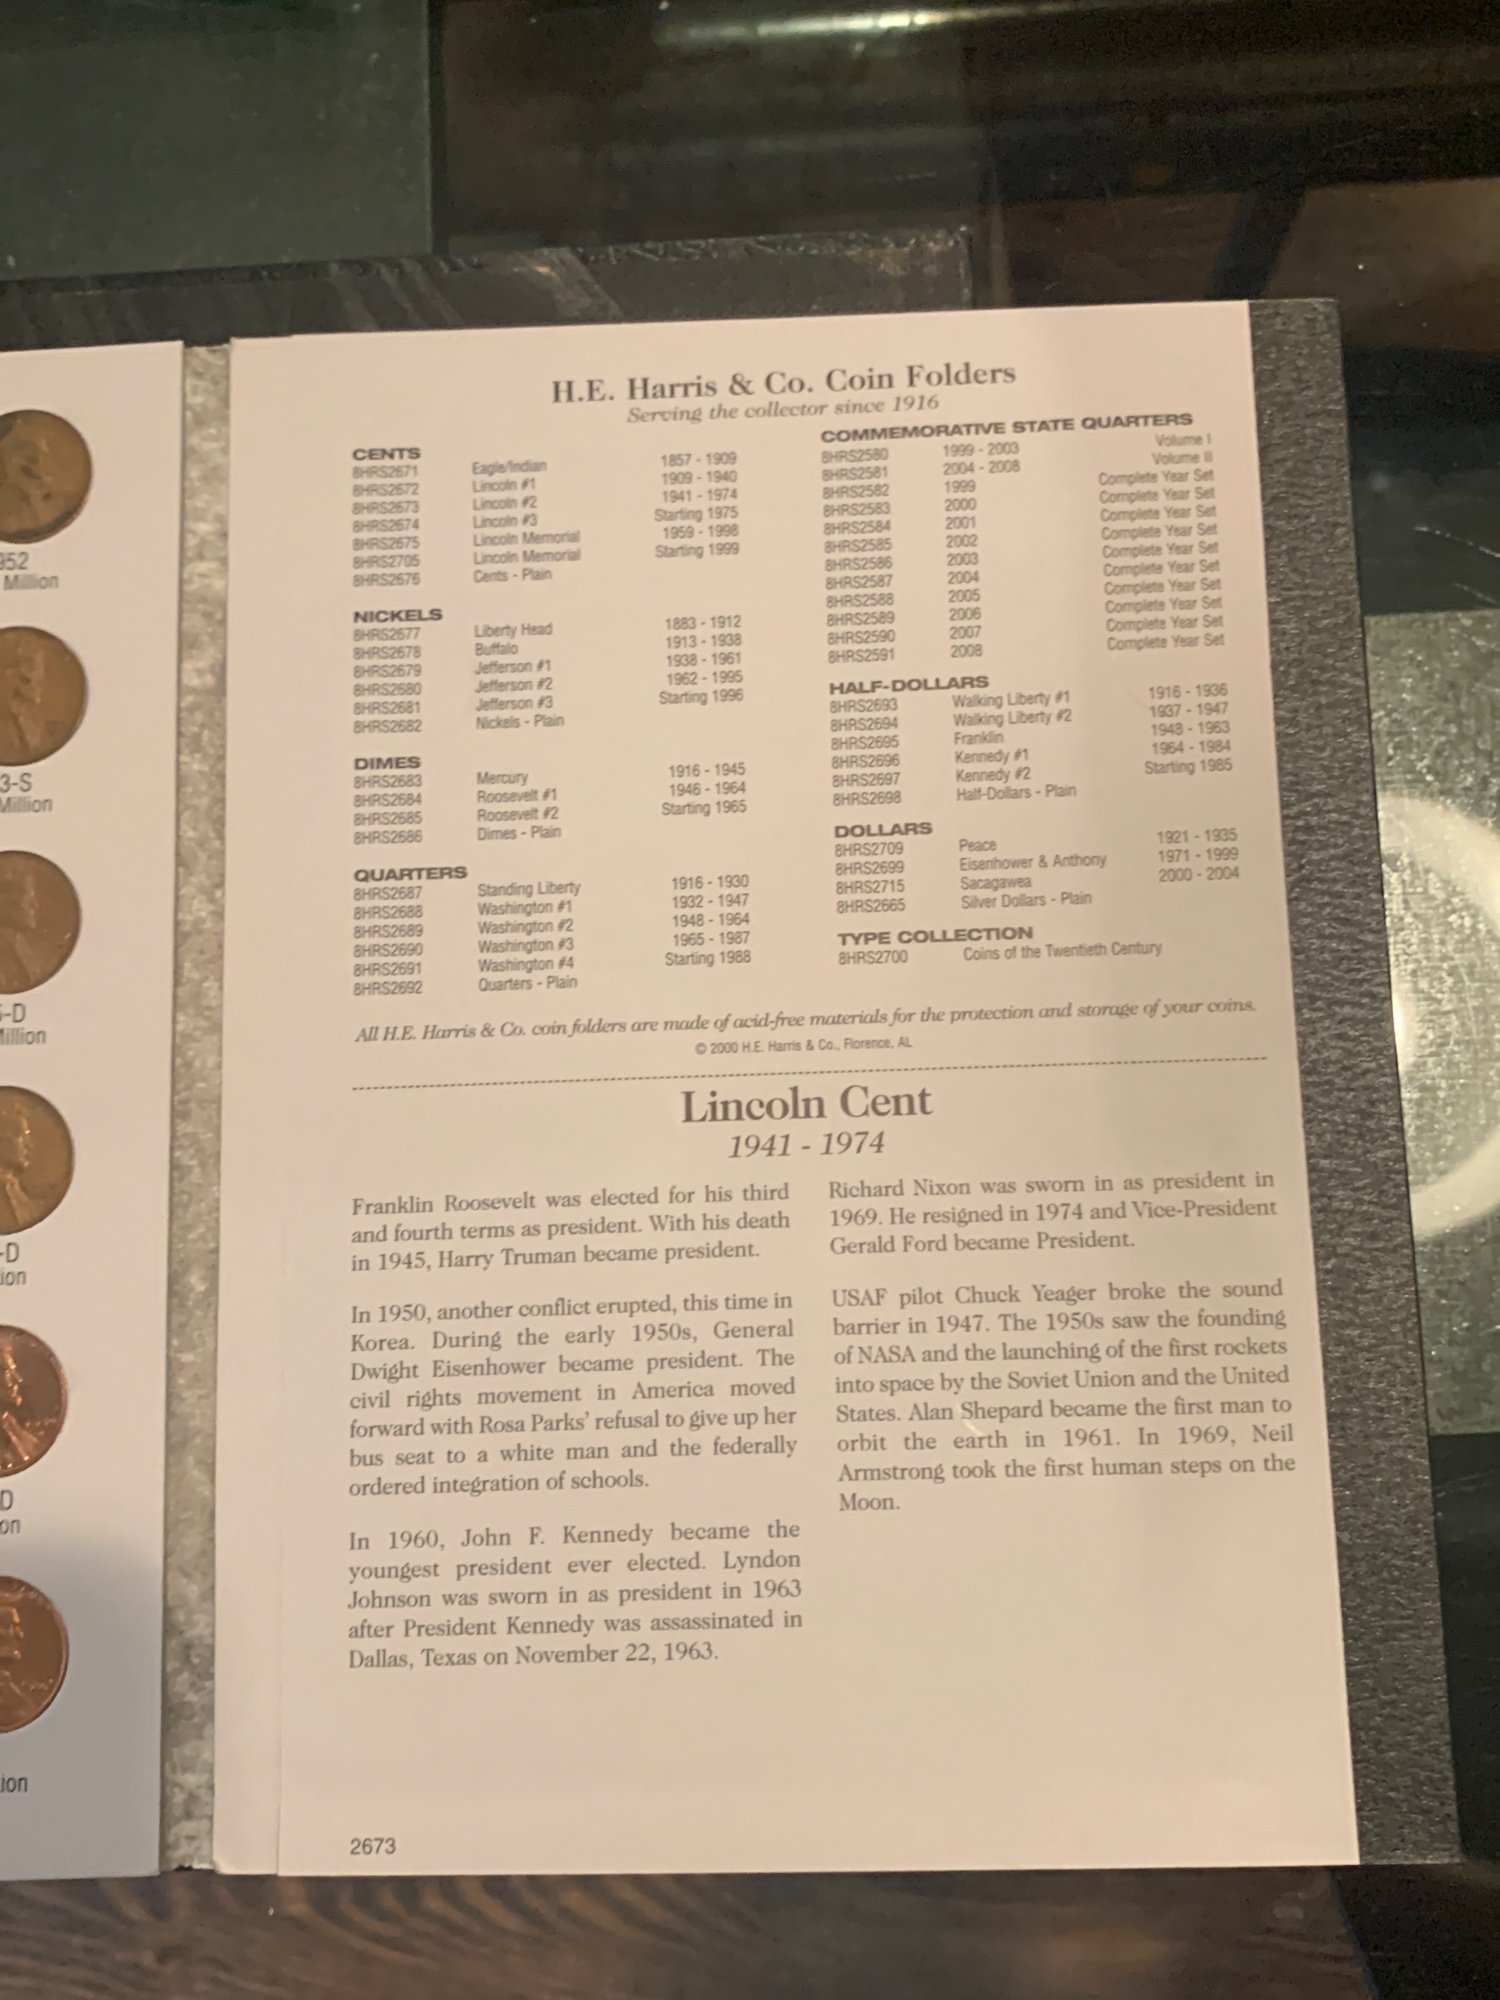 952
Million
3-S
Million
-D
Million
-D
ion
D
on
ion
H.E. Harris & Co. Coin Folders
Serving the collector since 1916
CENTS
8HRS2671 Eagle/Indian 1857 - 1909
8HRS2672 Lincoln #1 1909 - 1940
8HRS2673 Lincoln #2 1941 - 1974
8HRS2674 Lincoln #3 Starting 1975
8HRS2675 Lincoln Memorial 1959 - 1998
8HRS2705 Lincoln Memorial Starting 1999
8HRS2676 Cents - Plain
NICKELS
8HRS2677 Liberty Head 1883 - 1912
8HRS2678 Buffalo 1913 - 1938
8HRS2679 Jefferson #1 1938 - 1961
8HRS2680 Jefferson #2 1962 - 1995
8HRS2681 Jefferson #3 Starting 1996
8HRS2682 Nickels - Plain
DIMES
8HRS2683 Mercury 1916 - 1945
8HRS2684 Roosevelt #1 1946 - 1964
8HRS2685 Roosevelt #2 Starting 1965
8HRS2686 Dimes - Plain
QUARTERS
8HRS2687 Standing Liberty 1916 - 1930
8HRS2688 Washington #1 1932 - 1947
8HRS2689 Washington #2 1948 - 1964
8HRS2690 Washington #3 1965 - 1987
8HRS2691 Washington #4 Starting 1988
8HRS2692 Quarters - Plain
COMMEMORATIVE STATE QUARTERS
8HRS2580 1999 - 2003 Volume I
8HRS2581 2004 - 2008 Volume II
8HRS2582 1999 Complete Year Set
8HRS2583 2000 Complete Year Set
8HRS2584 2001 Complete Year Set
8HRS2585 2002 Complete Year Set
8HRS2586 2003 Complete Year Set
8HRS2587 2004 Complete Year Set
8HRS2588 2005 Complete Year Set
8HRS2589 2006 Complete Year Set
8HRS2590 2007 Complete Year Set
8HRS2591 2008 Complete Year Set
HALF-DOLLARS
8HRS2693 Walking Liberty #1 1916 - 1936
8HRS2694 Walking Liberty #2 1937 - 1947
8HRS2695 Franklin 1948 - 1963
8HRS2696 Kennedy #1 1964 - 1984
8HRS2697 Kennedy #2 Starting 1985
8HRS2698 Half-Dollars - Plain
DOLLARS
8HRS2709 Peace 1921 - 1935
8HRS2699 Eisenhower & Anthony 1971 - 1999
8HRS2715 Sacagawea 2000 - 2004
8HRS2665 Silver Dollars - Plain
TYPE COLLECTION
8HRS2700 Coins of the Twentieth Century
All H.E. Harris & Co. coin folders are made of acid-free materials for the protection and storage of your coins.
© 2000 H.E. Harris & Co., Florence, AL
Lincoln Cent
1941 - 1974
Franklin Roosevelt was elected for his third
and fourth terms as president. With his death
in 1945, Harry Truman became president.
In 1950, another conflict erupted, this time in
Korea. During the early 1950s, General
Dwight Eisenhower became president. The
civil rights movement in America moved
forward with Rosa Parks' refusal to give up her
bus seat to a white man and the federally
ordered integration of schools.
In 1960, John F. Kennedy became the
youngest president ever elected. Lyndon
Johnson was sworn in as president in 1963
after President Kennedy was assassinated in
Dallas, Texas on November 22, 1963.
Richard Nixon was sworn in as president in
1969. He resigned in 1974 and Vice-President
Gerald Ford became President.
USAF pilot Chuck Yeager broke the sound
barrier in 1947. The 1950s saw the founding
of NASA and the launching of the first rockets
into space by the Soviet Union and the United
States. Alan Shepard became the first man to
orbit the earth in 1961. In 1969, Neil
Armstrong took the first human steps on the
Moon.
2673